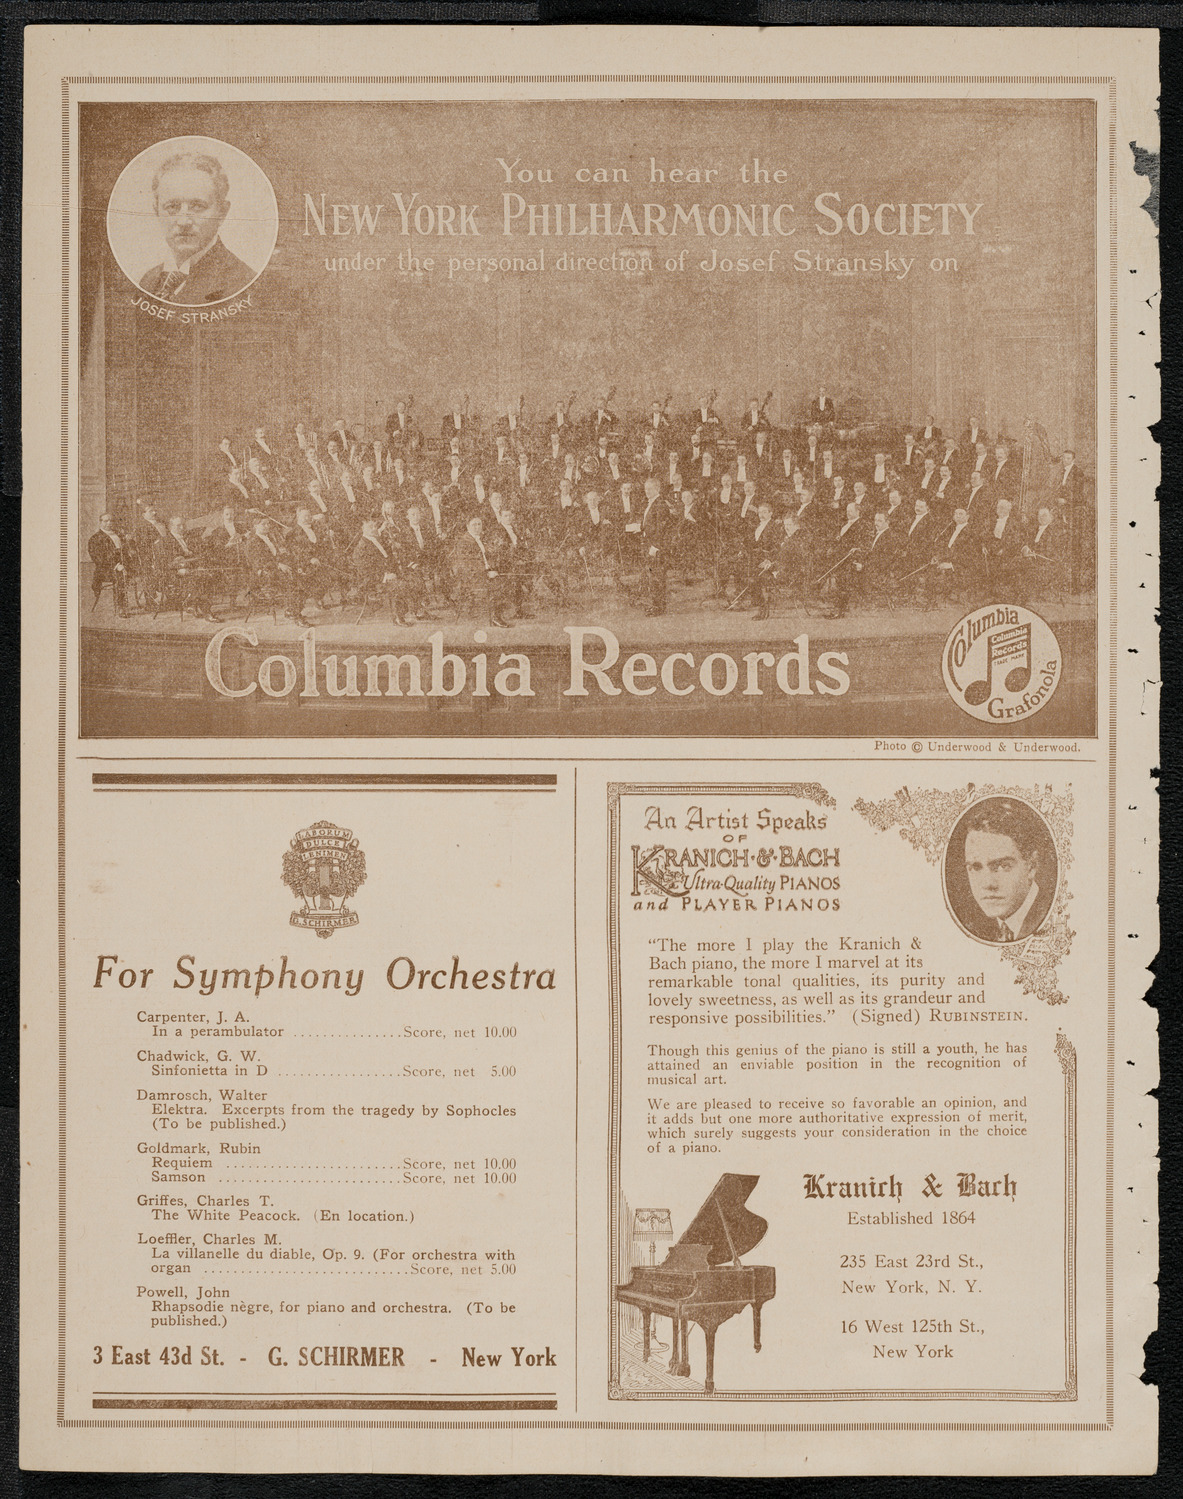 You can hear the
NEW YORK PHILHARMONIC SOCIETY
under the personal direction of Josef Stransky on
JOSEF STRANSKY
Columbia Records
Columbia
Columbia
Records
TRADE MARK
Grafonola
Photo © Underwood & Underwood.
LABORUM
DULCE
LENIMEN
G. SCHIRMER
For Symphony Orchestra
Carpenter, J. A.
In a perambulator ...............Score, net 10.00
Chadwick, G. W.
Sinfonietta in D .................Score, net 5.00
Damrosch, Walter
Elektra. Excerpts from the tragedy by Sophocles
(To be published.)
Goldmark, Rubin
Requiem ........................Score, net 10.00
Samson .........................Score, net 10.00
Griffes, Charles T.
The White Peacock. (En location.)
Loeffler, Charles M.
La villanelle du diable, Op. 9. (For orchestra with
organ ............................Score, net 5.00
Powell, John
Rhapsodie nègre, for piano and orchestra. (To be
published.)
3 East 43d St. - G. SCHIRMER - New York
An Artist Speaks
OF
KRANICH·&·BACH
Ultra-Quality PIANOS
and PLAYER PIANOS
“The more I play the Kranich &
Bach piano, the more I marvel at its
remarkable tonal qualities, its purity and
lovely sweetness, as well as its grandeur and
responsive possibilities.” (Signed) RUBINSTEIN.
Though this genius of the piano is still a youth, he has
attained an enviable position in the recognition of
musical art.
We are pleased to receive so favorable an opinion, and
it adds but one more authoritative expression of merit,
which surely suggests your consideration in the choice
of a piano.
Kranich & Bach
Established 1864
235 East 23rd St.,
New York, N. Y.
16 West 125th St.,
New York